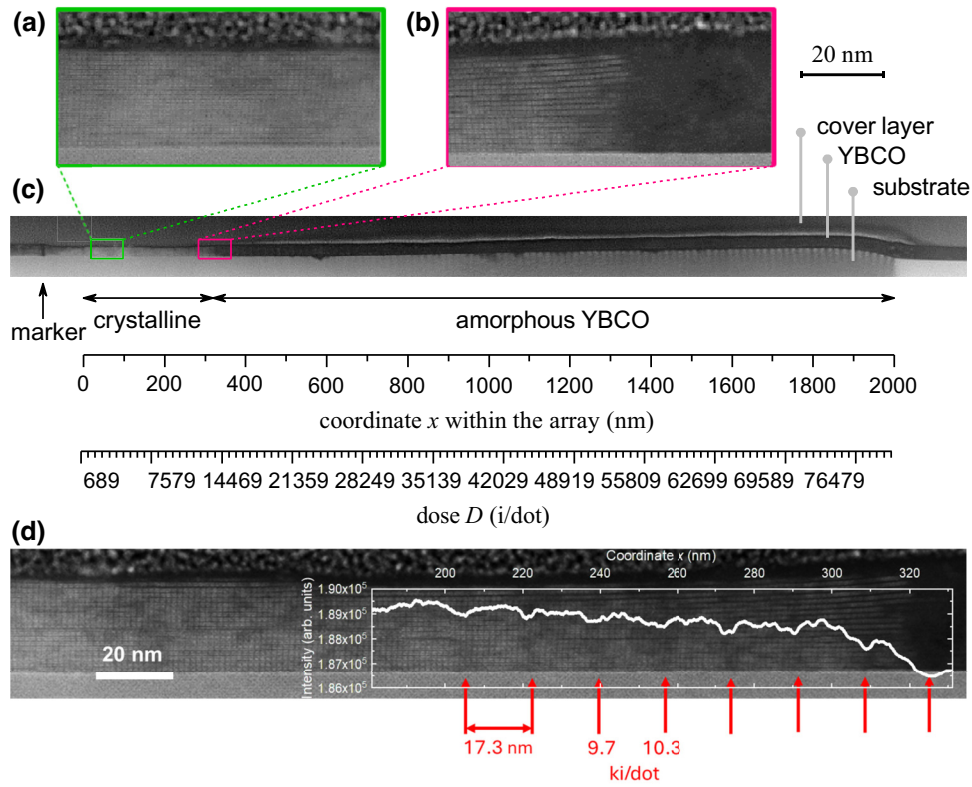 (a)
(b)
20 nm
cover layer
YBCO
substrate
(c)
marker
crystalline
amorphous YBCO
0 200 400 600 800 1000 1200 1400 1600 1800 2000
coordinate x within the array (nm)
689 7579 14469 21359 28249 35139 42029 48919 55809 62699 69589 76479
dose D (i/dot)
(d)
Coordinate x (nm)
200 220 240 260 280 300 320
Intensity (arb. units)
1.90x10⁵
1.89x10⁵
1.88x10⁵
1.87x10⁵
1.86x10⁵
20 nm
17.3 nm
9.7
10.3
ki/dot